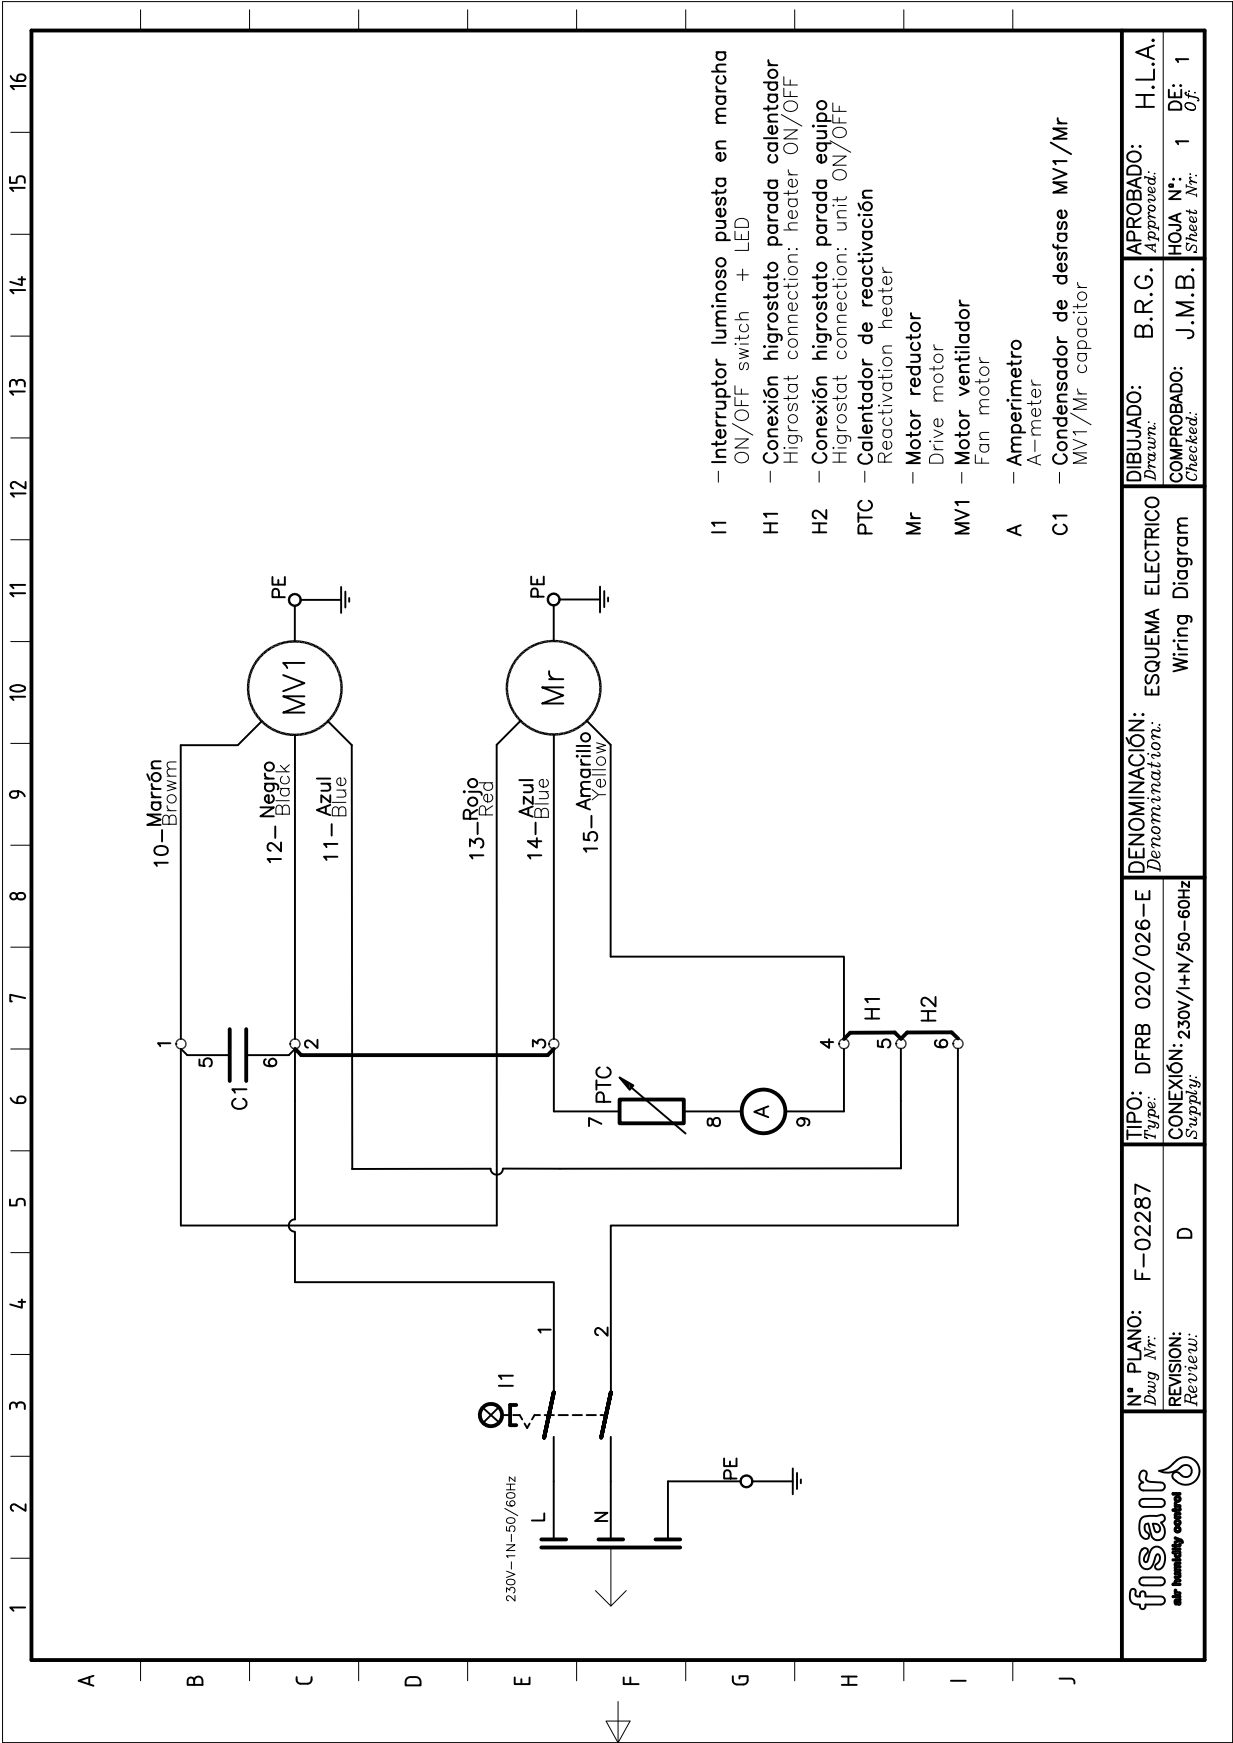 1 2 3 4 5 6 7 8 9 10 11 12 13 14 15 16
A
B
C
D
E
F
G
H
I
J
10-Marrón
Browm
12- Negro
Black
11- Azul
Blue
13-Rojo
Red
14-Azul
Blue
15-Amarillo
Yellow
MV1
PE
Mr
PE
1
5
C1
6
2
3
7
PTC
8
A
9
4
H1
5
H2
6
230V-1N-50/60Hz
L
N
PE
I1
1
2
I1 - Interruptor luminoso puesta en marcha
ON/OFF switch + LED
H1 - Conexión higrostato parada calentador
Higrostat connection: heater ON/OFF
H2 - Conexión higrostato parada equipo
Higrostat connection: unit ON/OFF
PTC - Calentador de reactivación
Reactivation heater
Mr - Motor reductor
Drive motor
MV1 - Motor ventilador
Fan motor
A - Amperimetro
A-meter
C1 - Condensador de desfase MV1/Mr
MV1/Mr capacitor
fisair
air humidity control
Nª PLANO: F-02287
Dwg Nr:
REVISION: D
Review:
TIPO: DFRB 020/026-E
Type:
CONEXIÓN: 230V/I+N/50-60Hz
Supply:
DENOMINACIÓN: ESQUEMA ELECTRICO
Denomination: Wiring Diagram
DIBUJADO: B.R.G.
Drawn:
COMPROBADO: J.M.B.
Checked:
APROBADO: H.L.A.
Approved:
HOJA Nº: 1 DE: 1
Sheet Nr: Of: